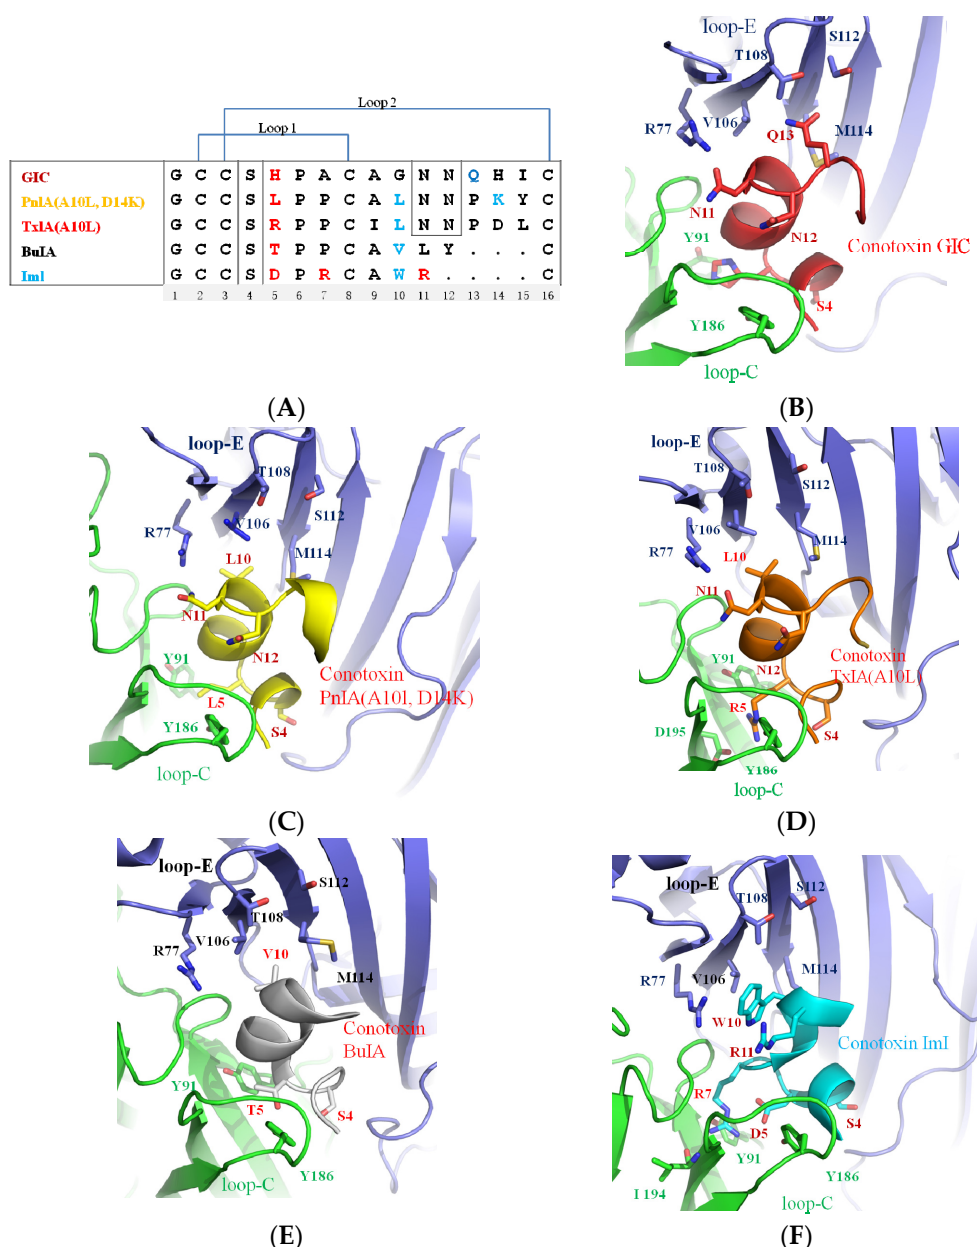 Loop 2
Loop 1
GIC G C C S H P A C A G N N Q H I C
PnIA(A10L, D14K) G C C S L P P C A L N N P K Y C
TxIA(A10L) G C C S R P P C I L N N P D L C
BuIA G C C S T P P C A V L Y . . . C
ImI G C C S D P R C A W R . . . . C
1 2 3 4 5 6 7 8 9 10 11 12 13 14 15 16
(A)
loop-E
S112
T108
R77
V106
Q13
M114
N11
N12
Y91
Conotoxin GIC
S4
Y186
loop-C
(B)
loop-E
T108
R77
V106
S112
M114
L10
N11
N12
Y91
Conotoxin
PnIA(A10I, D14K)
L5
S4
Y186
loop-C
(C)
loop-E
T108
S112
V106
R77
M114
L10
N11
Y91
N12
Conotoxin
TxIA(A10L)
R5
D195
S4
Y186
loop-C
(D)
loop-E
S112
T108
R77
V106
V10
M114
Conotoxin
BuIA
Y91
T5
S4
Y186
loop-C
(E)
loop-E
S112
T108
R77
V106
M114
W10
R11
Conotoxin ImI
R7
D5
S4
Y91
I194
Y186
loop-C
(F)